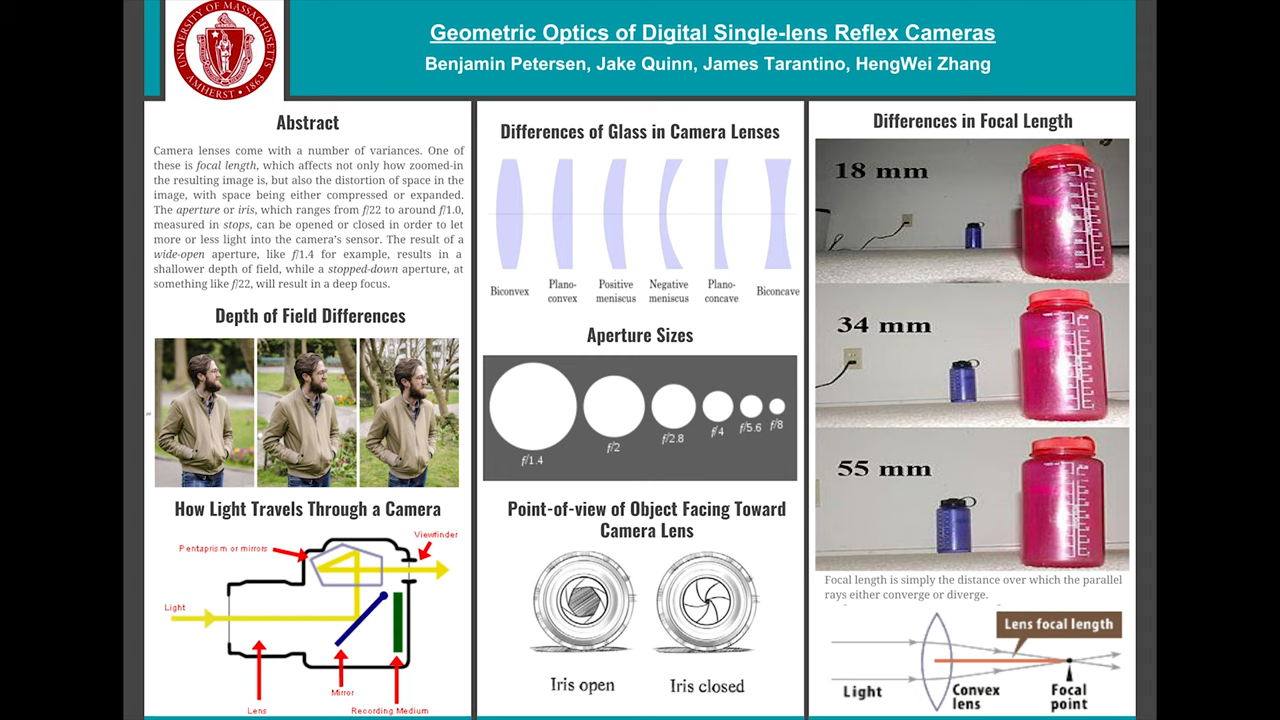 UNIVERSITY OF MASSACHUSETTS
AMHERST • 1863
Geometric Optics of Digital Single-lens Reflex Cameras
Benjamin Petersen, Jake Quinn, James Tarantino, HengWei Zhang
Abstract
Camera lenses come with a number of variances. One of
these is focal length, which affects not only how zoomed-in
the resulting image is, but also the distortion of space in the
image, with space being either compressed or expanded.
The aperture or iris, which ranges from f/22 to around f/1.0,
measured in stops, can be opened or closed in order to let
more or less light into the camera's sensor. The result of a
wide-open aperture, like f/1.4 for example, results in a
shallower depth of field, while a stopped-down aperture, at
something like f/22, will result in a deep focus.
Depth of Field Differences
How Light Travels Through a Camera
Viewfinder
Pentaprism or mirrors
Light
Mirror
Lens
Recording Medium
Differences of Glass in Camera Lenses
Biconvex
Plano-
convex
Positive
meniscus
Negative
meniscus
Plano-
concave
Biconcave
Aperture Sizes
f/1.4
f/2
f/2.8
f/4
f/5.6
f/8
Point-of-view of Object Facing Toward
Camera Lens
Iris open
Iris closed
Differences in Focal Length
18 mm
34 mm
55 mm
Focal length is simply the distance over which the parallel
rays either converge or diverge.
Lens focal length
Light
Convex
lens
Focal
point